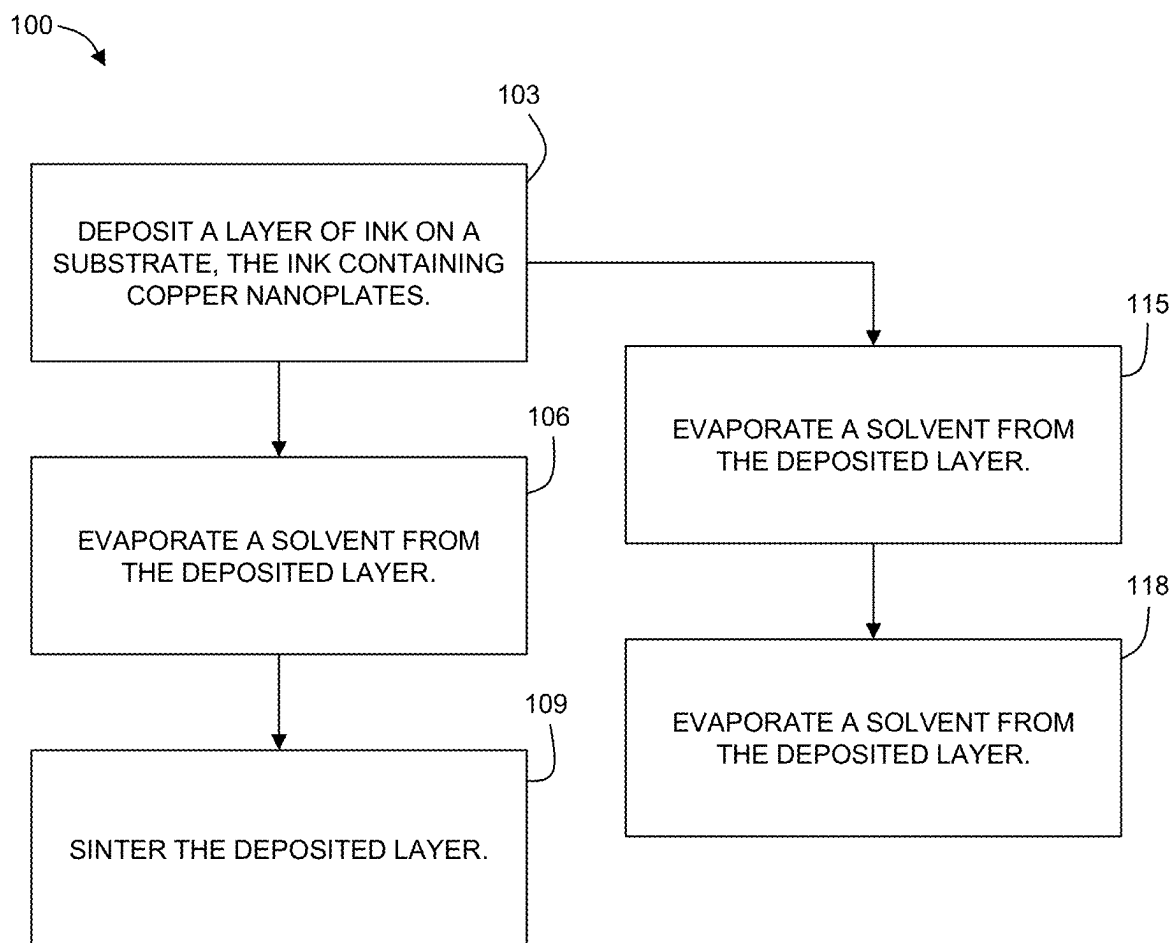 100
103
DEPOSIT A LAYER OF INK ON A
SUBSTRATE, THE INK CONTAINING
COPPER NANOPLATES.
106
EVAPORATE A SOLVENT FROM
THE DEPOSITED LAYER.
109
SINTER THE DEPOSITED LAYER.
115
EVAPORATE A SOLVENT FROM
THE DEPOSITED LAYER.
118
EVAPORATE A SOLVENT FROM
THE DEPOSITED LAYER.